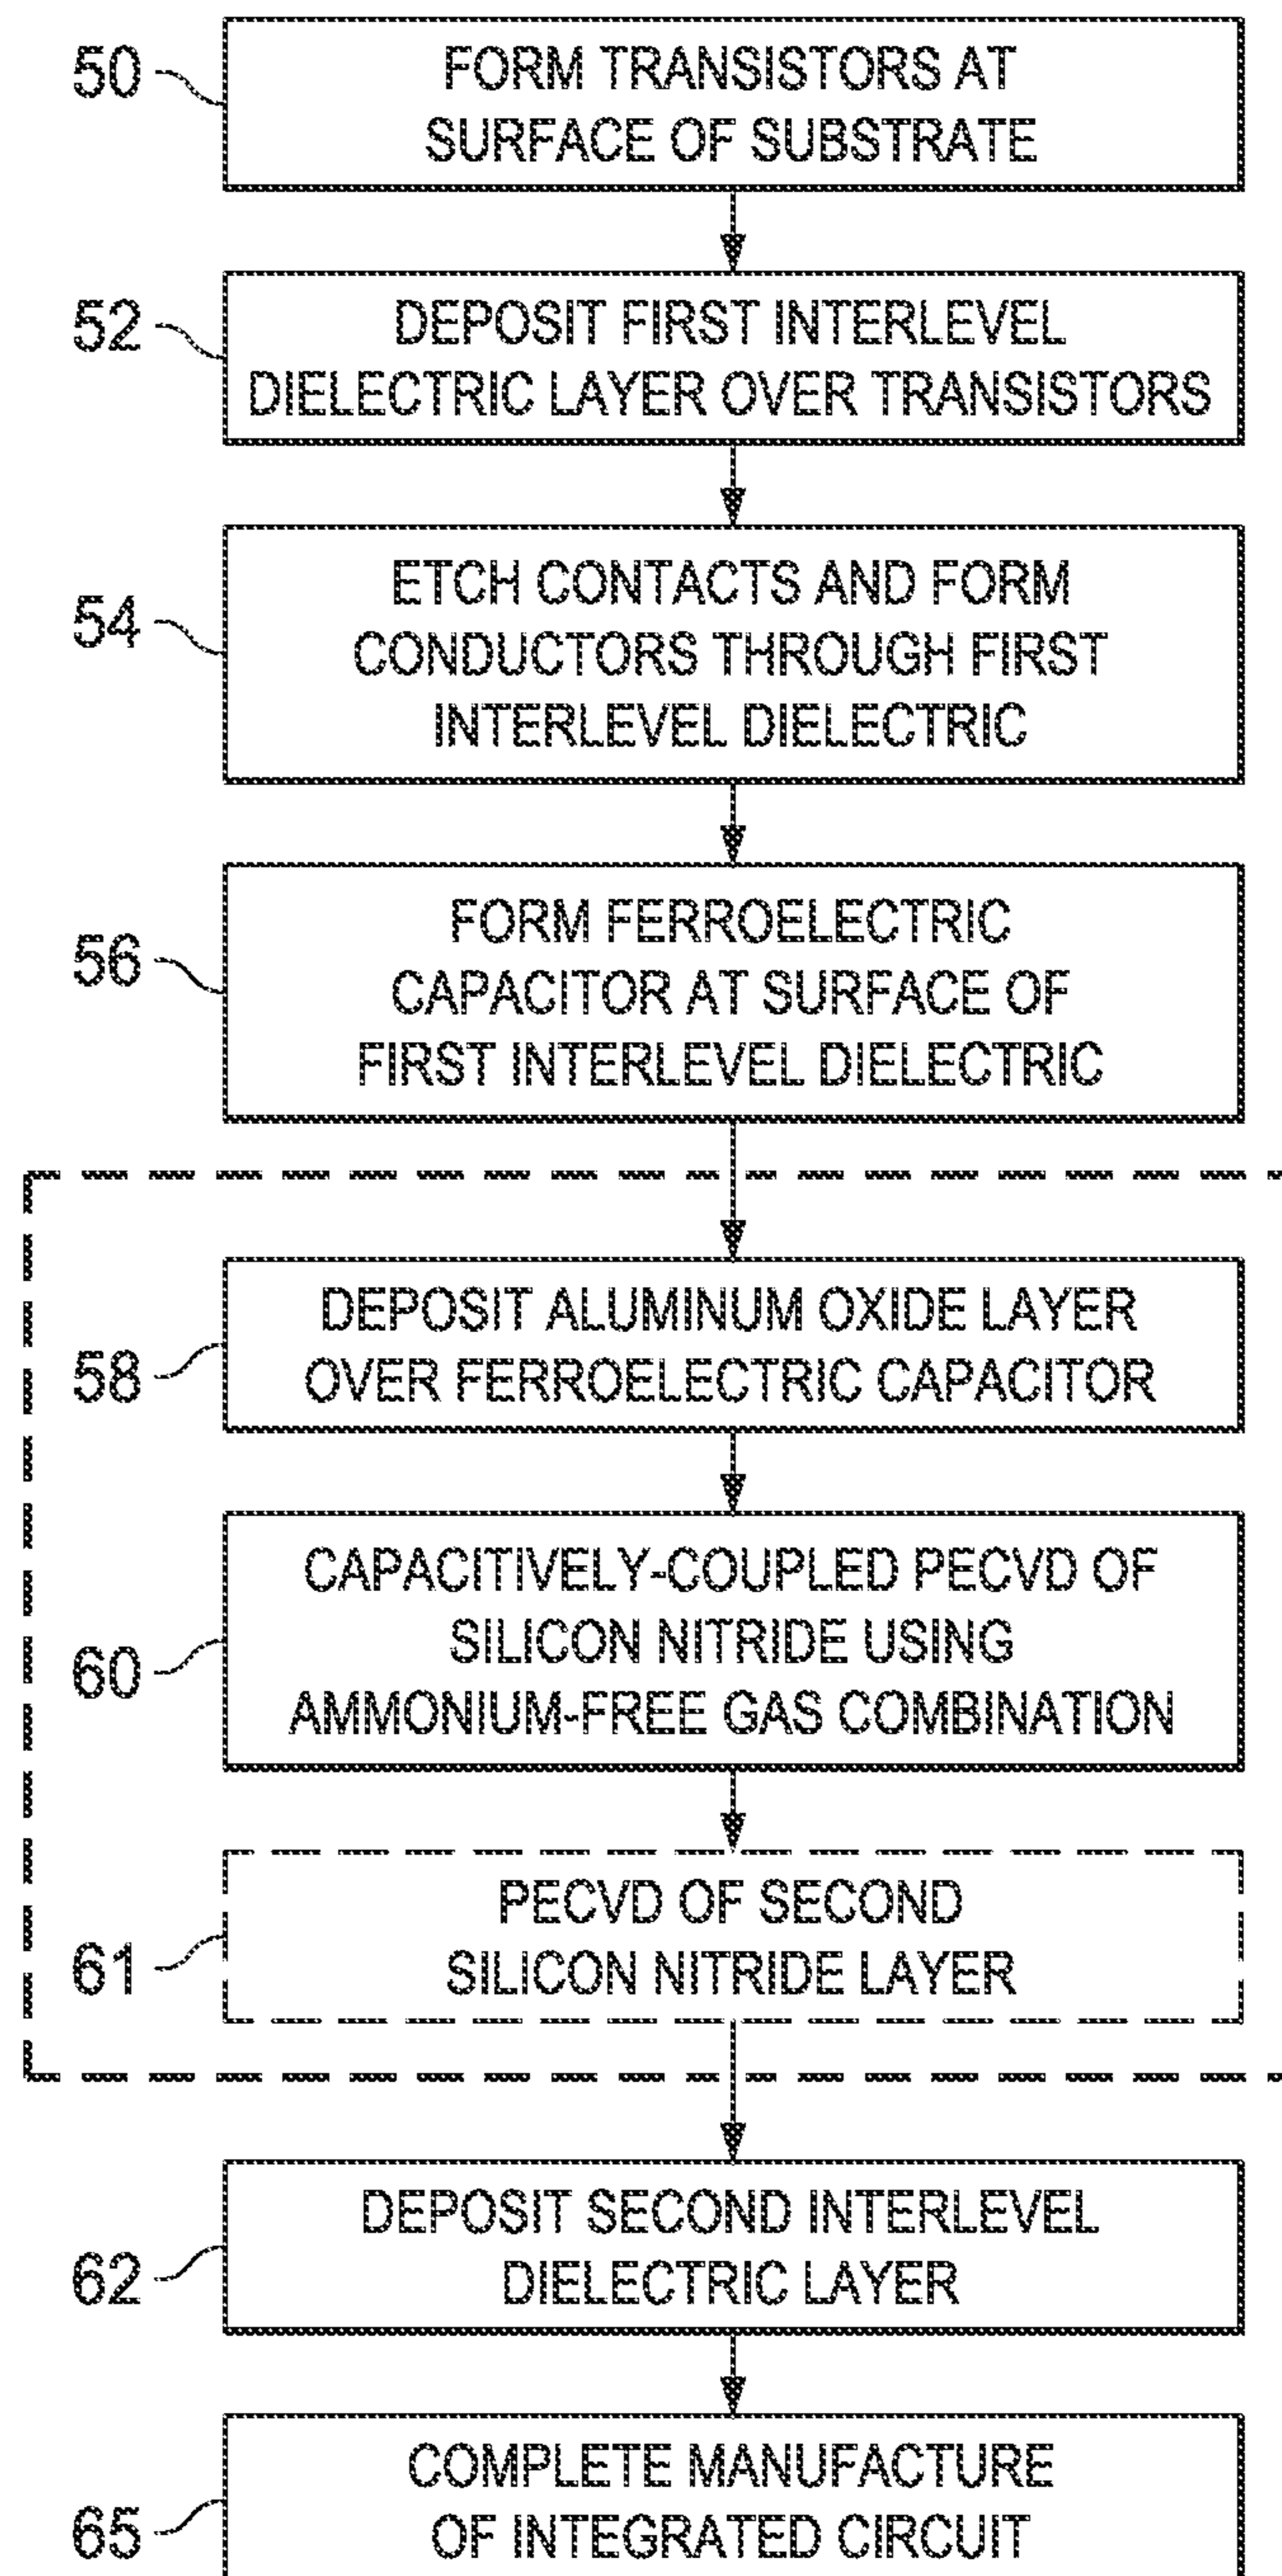 50
FORM TRANSISTORS AT
SURFACE OF SUBSTRATE
52
DEPOSIT FIRST INTERLEVEL
DIELECTRIC LAYER OVER TRANSISTORS
54
ETCH CONTACTS AND FORM
CONDUCTORS THROUGH FIRST
INTERLEVEL DIELECTRIC
56
FORM FERROELECTRIC
CAPACITOR AT SURFACE OF
FIRST INTERLEVEL DIELECTRIC
58
DEPOSIT ALUMINUM OXIDE LAYER
OVER FERROELECTRIC CAPACITOR
60
CAPACITIVELY-COUPLED PECVD OF
SILICON NITRIDE USING
AMMONIUM-FREE GAS COMBINATION
61
PECVD OF SECOND
SILICON NITRIDE LAYER
62
DEPOSIT SECOND INTERLEVEL
DIELECTRIC LAYER
65
COMPLETE MANUFACTURE
OF INTEGRATED CIRCUIT